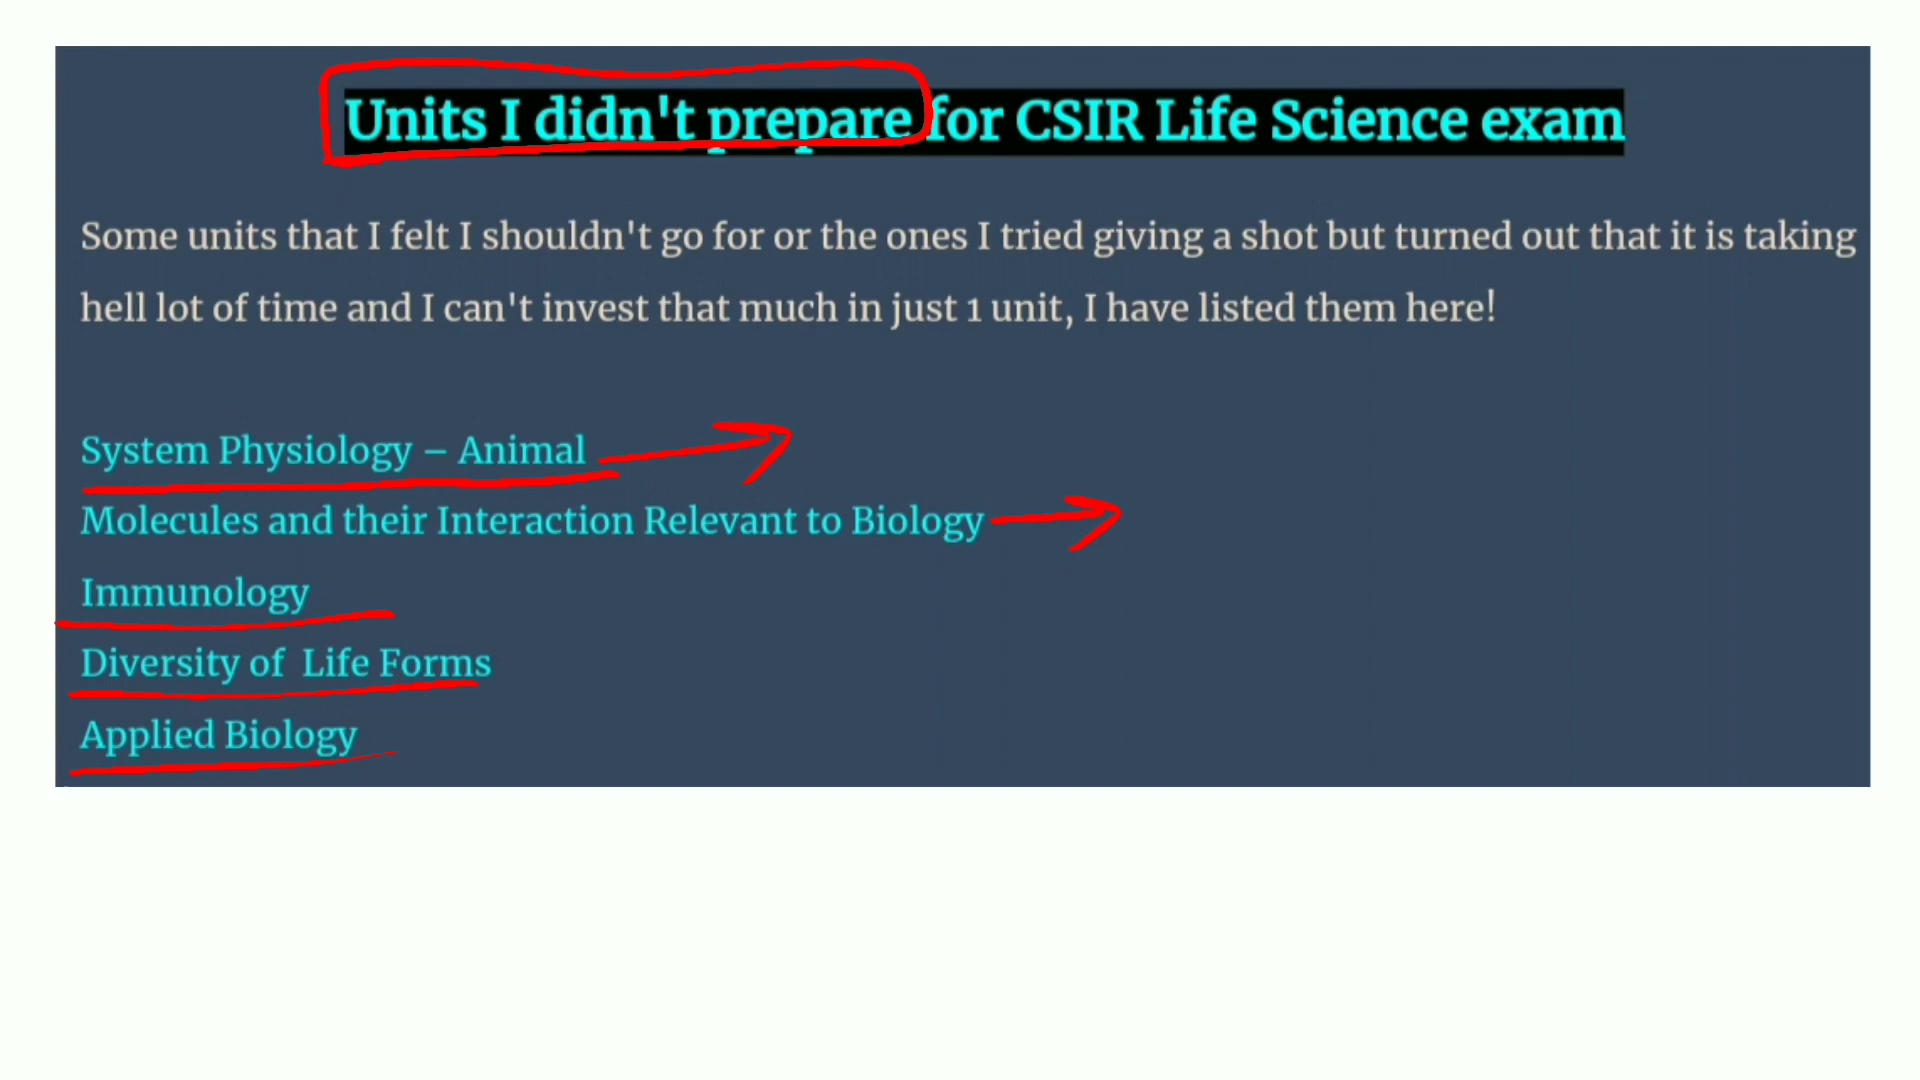 Units I didn't prepare for CSIR Life Science exam
Some units that I felt I shouldn't go for or the ones I tried giving a shot but turned out that it is taking
hell lot of time and I can't invest that much in just 1 unit, I have listed them here!
System Physiology – Animal
Molecules and their Interaction Relevant to Biology
Immunology
Diversity of Life Forms
Applied Biology